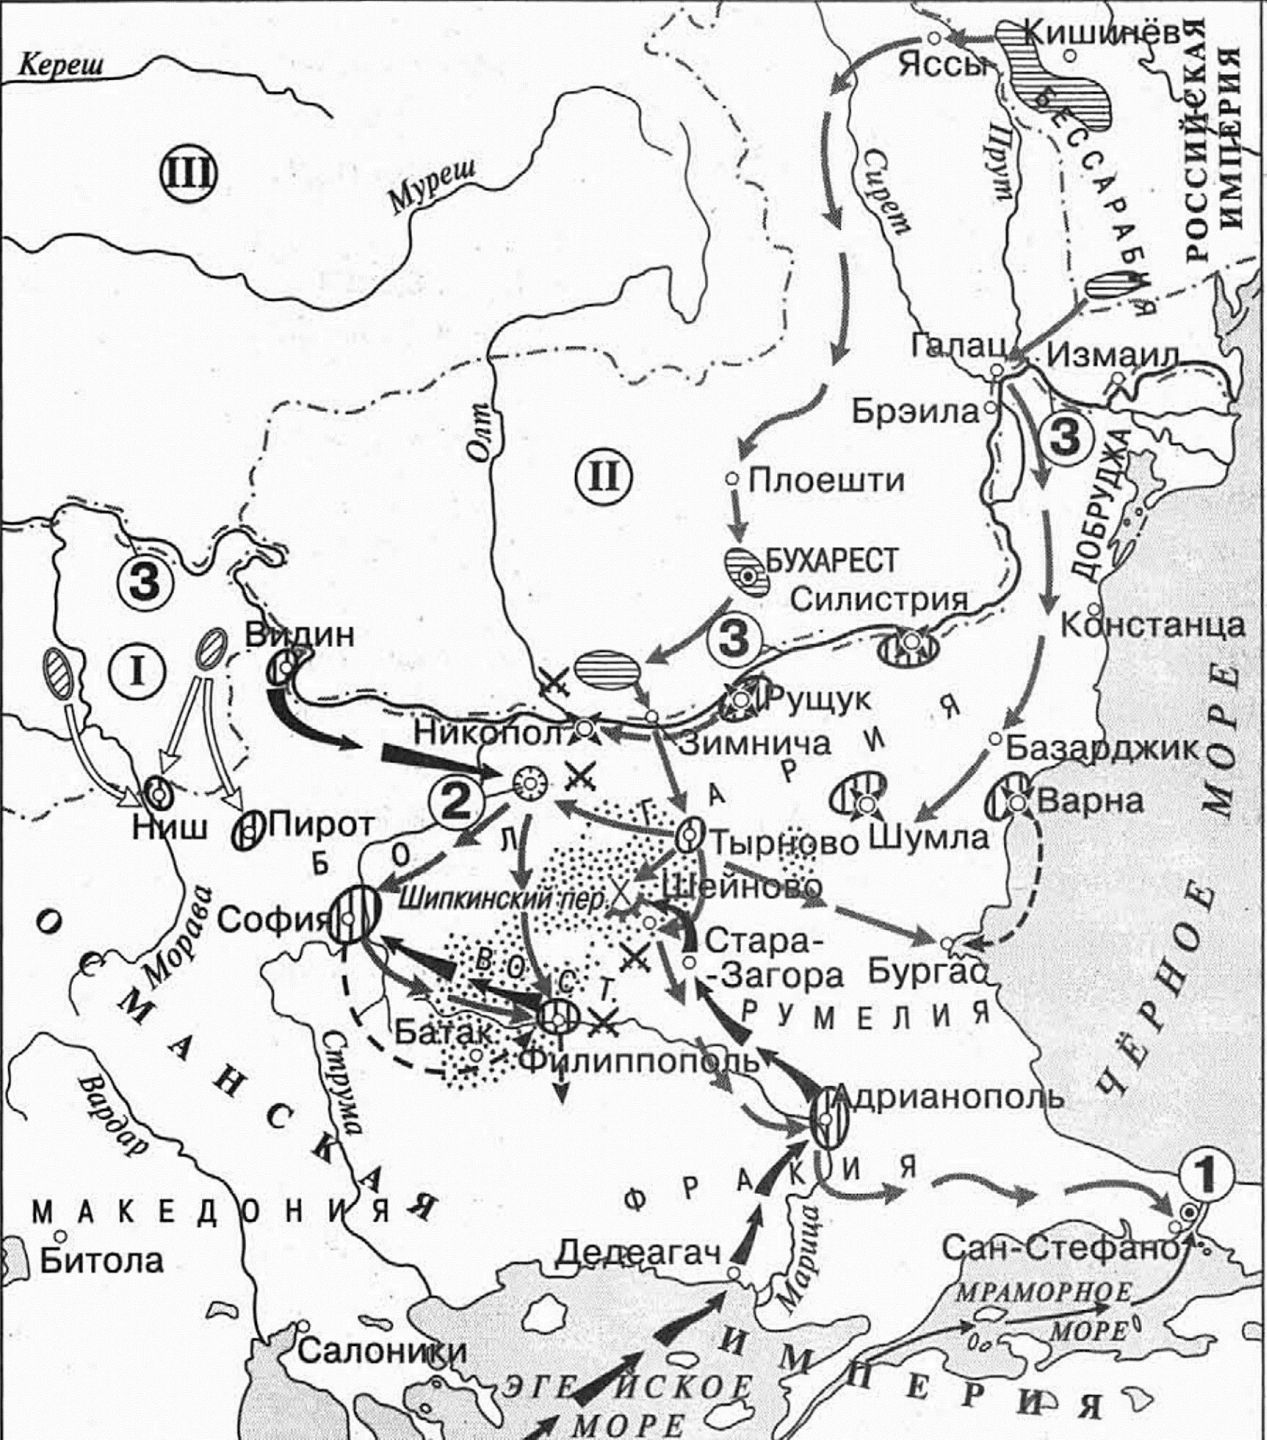 Кишинёв
Кереш
Яссы
РОССИЙСКАЯ
ИМПЕРИЯ
БЕССАРАБИЯ
III
Муреш
Сирет
Прут
Галац
Измаил
Брэила
3
Олт
II
Плоешти
ДОБРУДЖА
БУХАРЕСТ
Силистрия
3
3
Констанца
Видин
I
Рущук
Никопол
Зимнича
Базарджик
2
Варна
Ниш
Пирот
Тырново
Шумла
БОЛГАРИЯ
Шипкинский пер.
Шейново
София
Стара-
-Загора
Бургас
Морава
ВОСТ.
РУМЕЛИЯ
Батак
Филиппополь
Струма
Вардар
Адрианополь
ЧЁРНОЕ МОРЕ
ОСМАНСКАЯ
ФРАКИЯ
1
МАКЕДОНИЯ
Битола
Дедеагач
Марица
Сан-Стефано
МРАМОРНОЕ
МОРЕ
Салоники
ИМПЕРИЯ
ЭГЕЙСКОЕ
МОРЕ